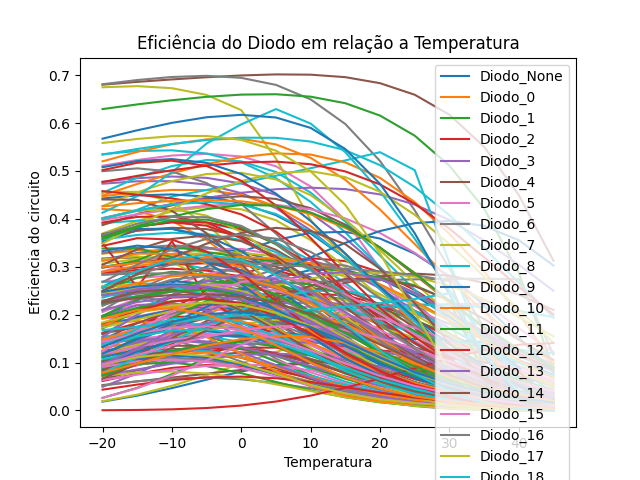 Eficiência do Diodo em relação a Temperatura
Eficiencia do circuito
0.7
0.6
0.5
0.4
0.3
0.2
0.1
0.0
−20
−10
0
10
20
30
40
Temperatura
Diodo_None
Diodo_0
Diodo_1
Diodo_2
Diodo_3
Diodo_4
Diodo_5
Diodo_6
Diodo_7
Diodo_8
Diodo_9
Diodo_10
Diodo_11
Diodo_12
Diodo_13
Diodo_14
Diodo_15
Diodo_16
Diodo_17
Diodo_18